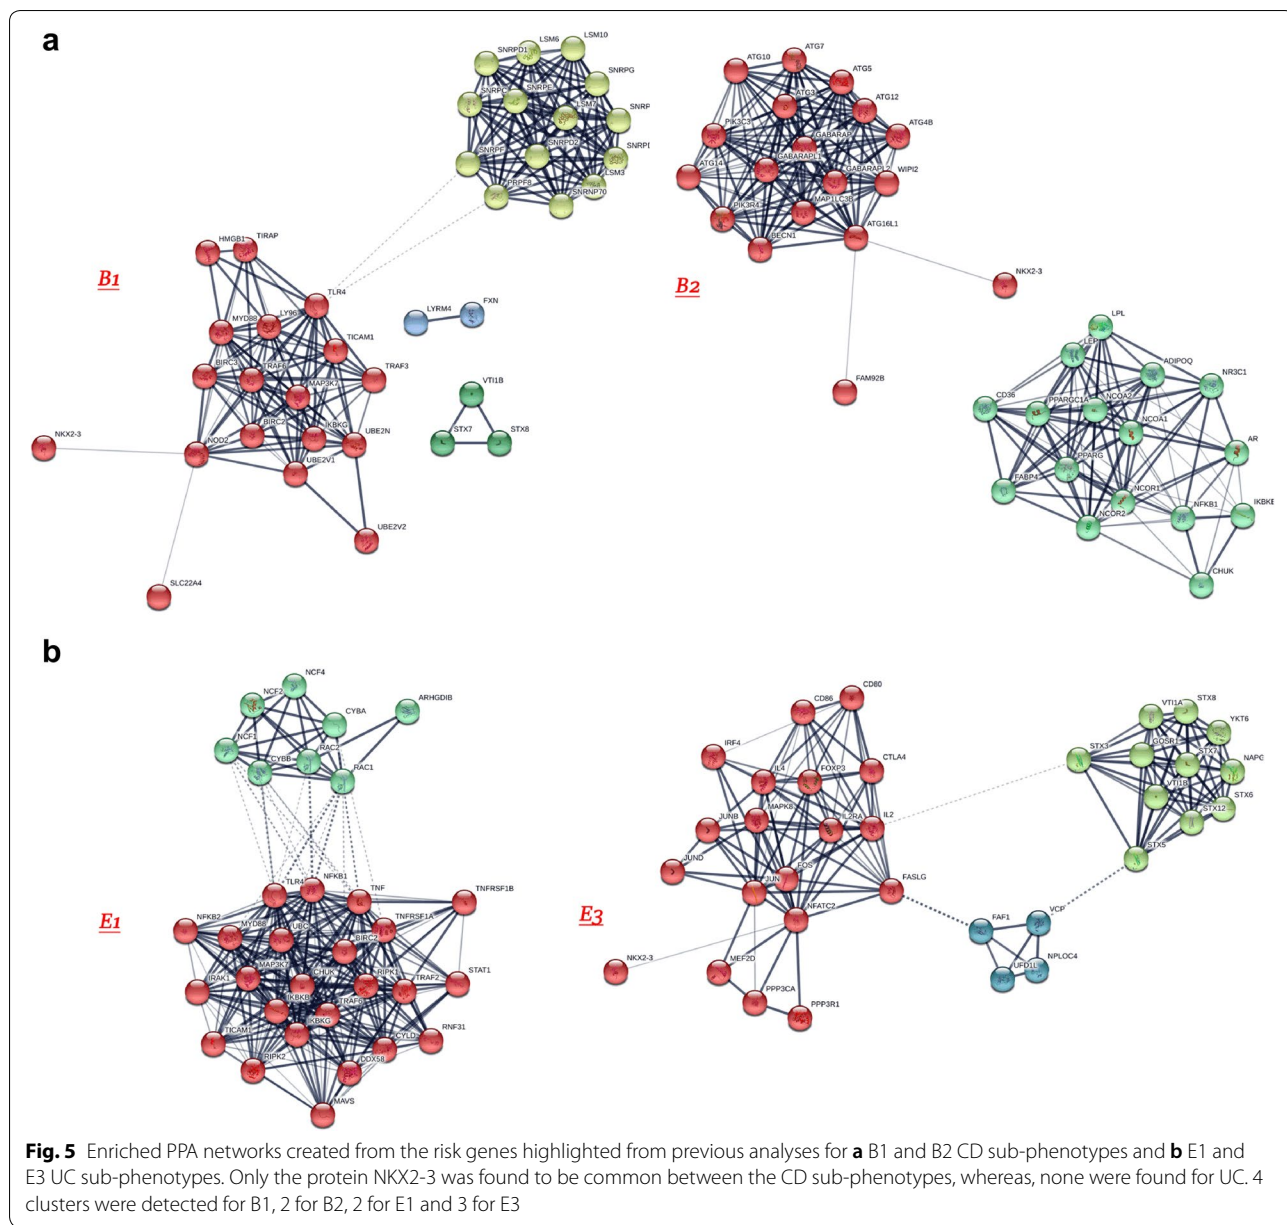 a
LSM6
LSM10
SNRPD1
SNRPG
SNRPC
SNRPE
LSM7
SNRP
SNRPF
SNRPD2
SNRPE
LSM3
PRPF8
SNRNP70
HMGB1
TIRAP
B1
TLR4
MYD88
LY96
TICAM1
BIRC3
TRAF6
TRAF3
MAP3K7
BIRC2
IKBKG
UBE2N
NKX2-3
NOD2
UBE2V1
UBE2V2
SLC22A4
LYRM4
FXN
VTI1B
STX7
STX8
ATG7
ATG10
ATG5
ATG3
ATG12
PIK3C3
GABARAP
ATG4B
GABARAPL1
ATG14
GABARAPL2
WIPI2
PIK3R4
MAP1LC3B
BECN1
ATG16L1
B2
NKX2-3
FAM92B
LPL
LEP
ADIPOQ
NR3C1
CD36
PPARGC1A
NCOA2
NCOA1
AR
PPARG
FABP4
NCOR1
NFKB1
IKBKE
NCOR2
CHUK
b
NCF4
NCF2
CYBA
ARHGDIB
NCF1
RAC2
CYBB
RAC1
TLR4
NFKB1
TNF
TNFRSF1B
E1
NFKB2
MYD88
UBC
TNFRSF1A
BIRC2
MAP3K7
CHUK
RIPK1
STAT1
IRAK1
TRAF2
IKBKB
TRAF6
TICAM1
IKBKG
CYLD
RNF31
RIPK2
DDX58
MAVS
CD80
CD86
IRF4
CTLA4
IL4
FOXP3
MAPK8
JUNB
IL2RA
IL2
JUND
FOS
JUN
FASLG
E3
NFATC2
NKX2-3
MEF2D
PPP3CA
PPP3R1
STX8
VTI1A
YKT6
STX3
GOSR1
STX7
NAPG
VTI1B
STX6
STX12
STX5
FAF1
VCP
UFD1L
NPLOC4
Fig. 5 Enriched PPA networks created from the risk genes highlighted from previous analyses for a B1 and B2 CD sub-phenotypes and b E1 and
E3 UC sub-phenotypes. Only the protein NKX2-3 was found to be common between the CD sub-phenotypes, whereas, none were found for UC. 4
clusters were detected for B1, 2 for B2, 2 for E1 and 3 for E3